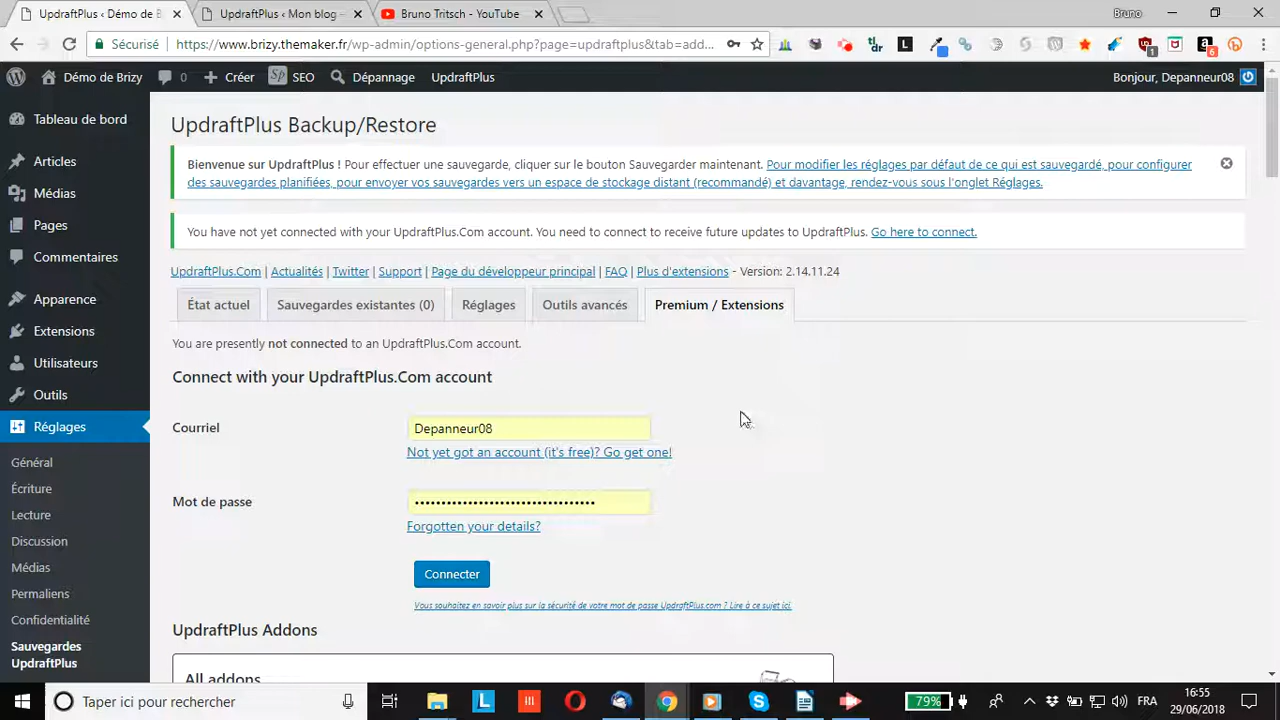 UpdraftPlus ‹ Démo de B
UpdraftPlus ‹ Mon blog –
Bruno Tritsch - YouTube
Bruno
Sécurisé
https://www.brizy.themaker.fr/wp-admin/options-general.php?page=updraftplus&tab=add...
Démo de Brizy
0
Créer
SEO
Dépannage
UpdraftPlus
Bonjour, Depanneur08
Tableau de bord
Articles
Médias
Pages
Commentaires
Apparence
Extensions
Utilisateurs
Outils
Réglages
Général
Écriture
Lecture
Discussion
Médias
Permaliens
Confidentialité
Sauvegardes
UpdraftPlus
UpdraftPlus Backup/Restore
Bienvenue sur UpdraftPlus ! Pour effectuer une sauvegarde, cliquer sur le bouton Sauvegarder maintenant. Pour modifier les réglages par défaut de ce qui est sauvegardé, pour configurer
des sauvegardes planifiées, pour envoyer vos sauvegardes vers un espace de stockage distant (recommandé) et davantage, rendez-vous sous l'onglet Réglages.
You have not yet connected with your UpdraftPlus.Com account. You need to connect to receive future updates to UpdraftPlus. Go here to connect.
UpdraftPlus.Com | Actualités | Twitter | Support | Page du développeur principal | FAQ | Plus d'extensions - Version: 2.14.11.24
État actuel
Sauvegardes existantes (0)
Réglages
Outils avancés
Premium / Extensions
You are presently not connected to an UpdraftPlus.Com account.
Connect with your UpdraftPlus.Com account
Courriel
Depanneur08
Not yet got an account (it's free)? Go get one!
Mot de passe
Forgotten your details?
Connecter
Vous souhaitez en savoir plus sur la sécurité de votre mot de passe UpdraftPlus.com ? Lire à ce sujet ici.
UpdraftPlus Addons
All addons
Taper ici pour rechercher
79%
FRA
16:55
29/06/2018